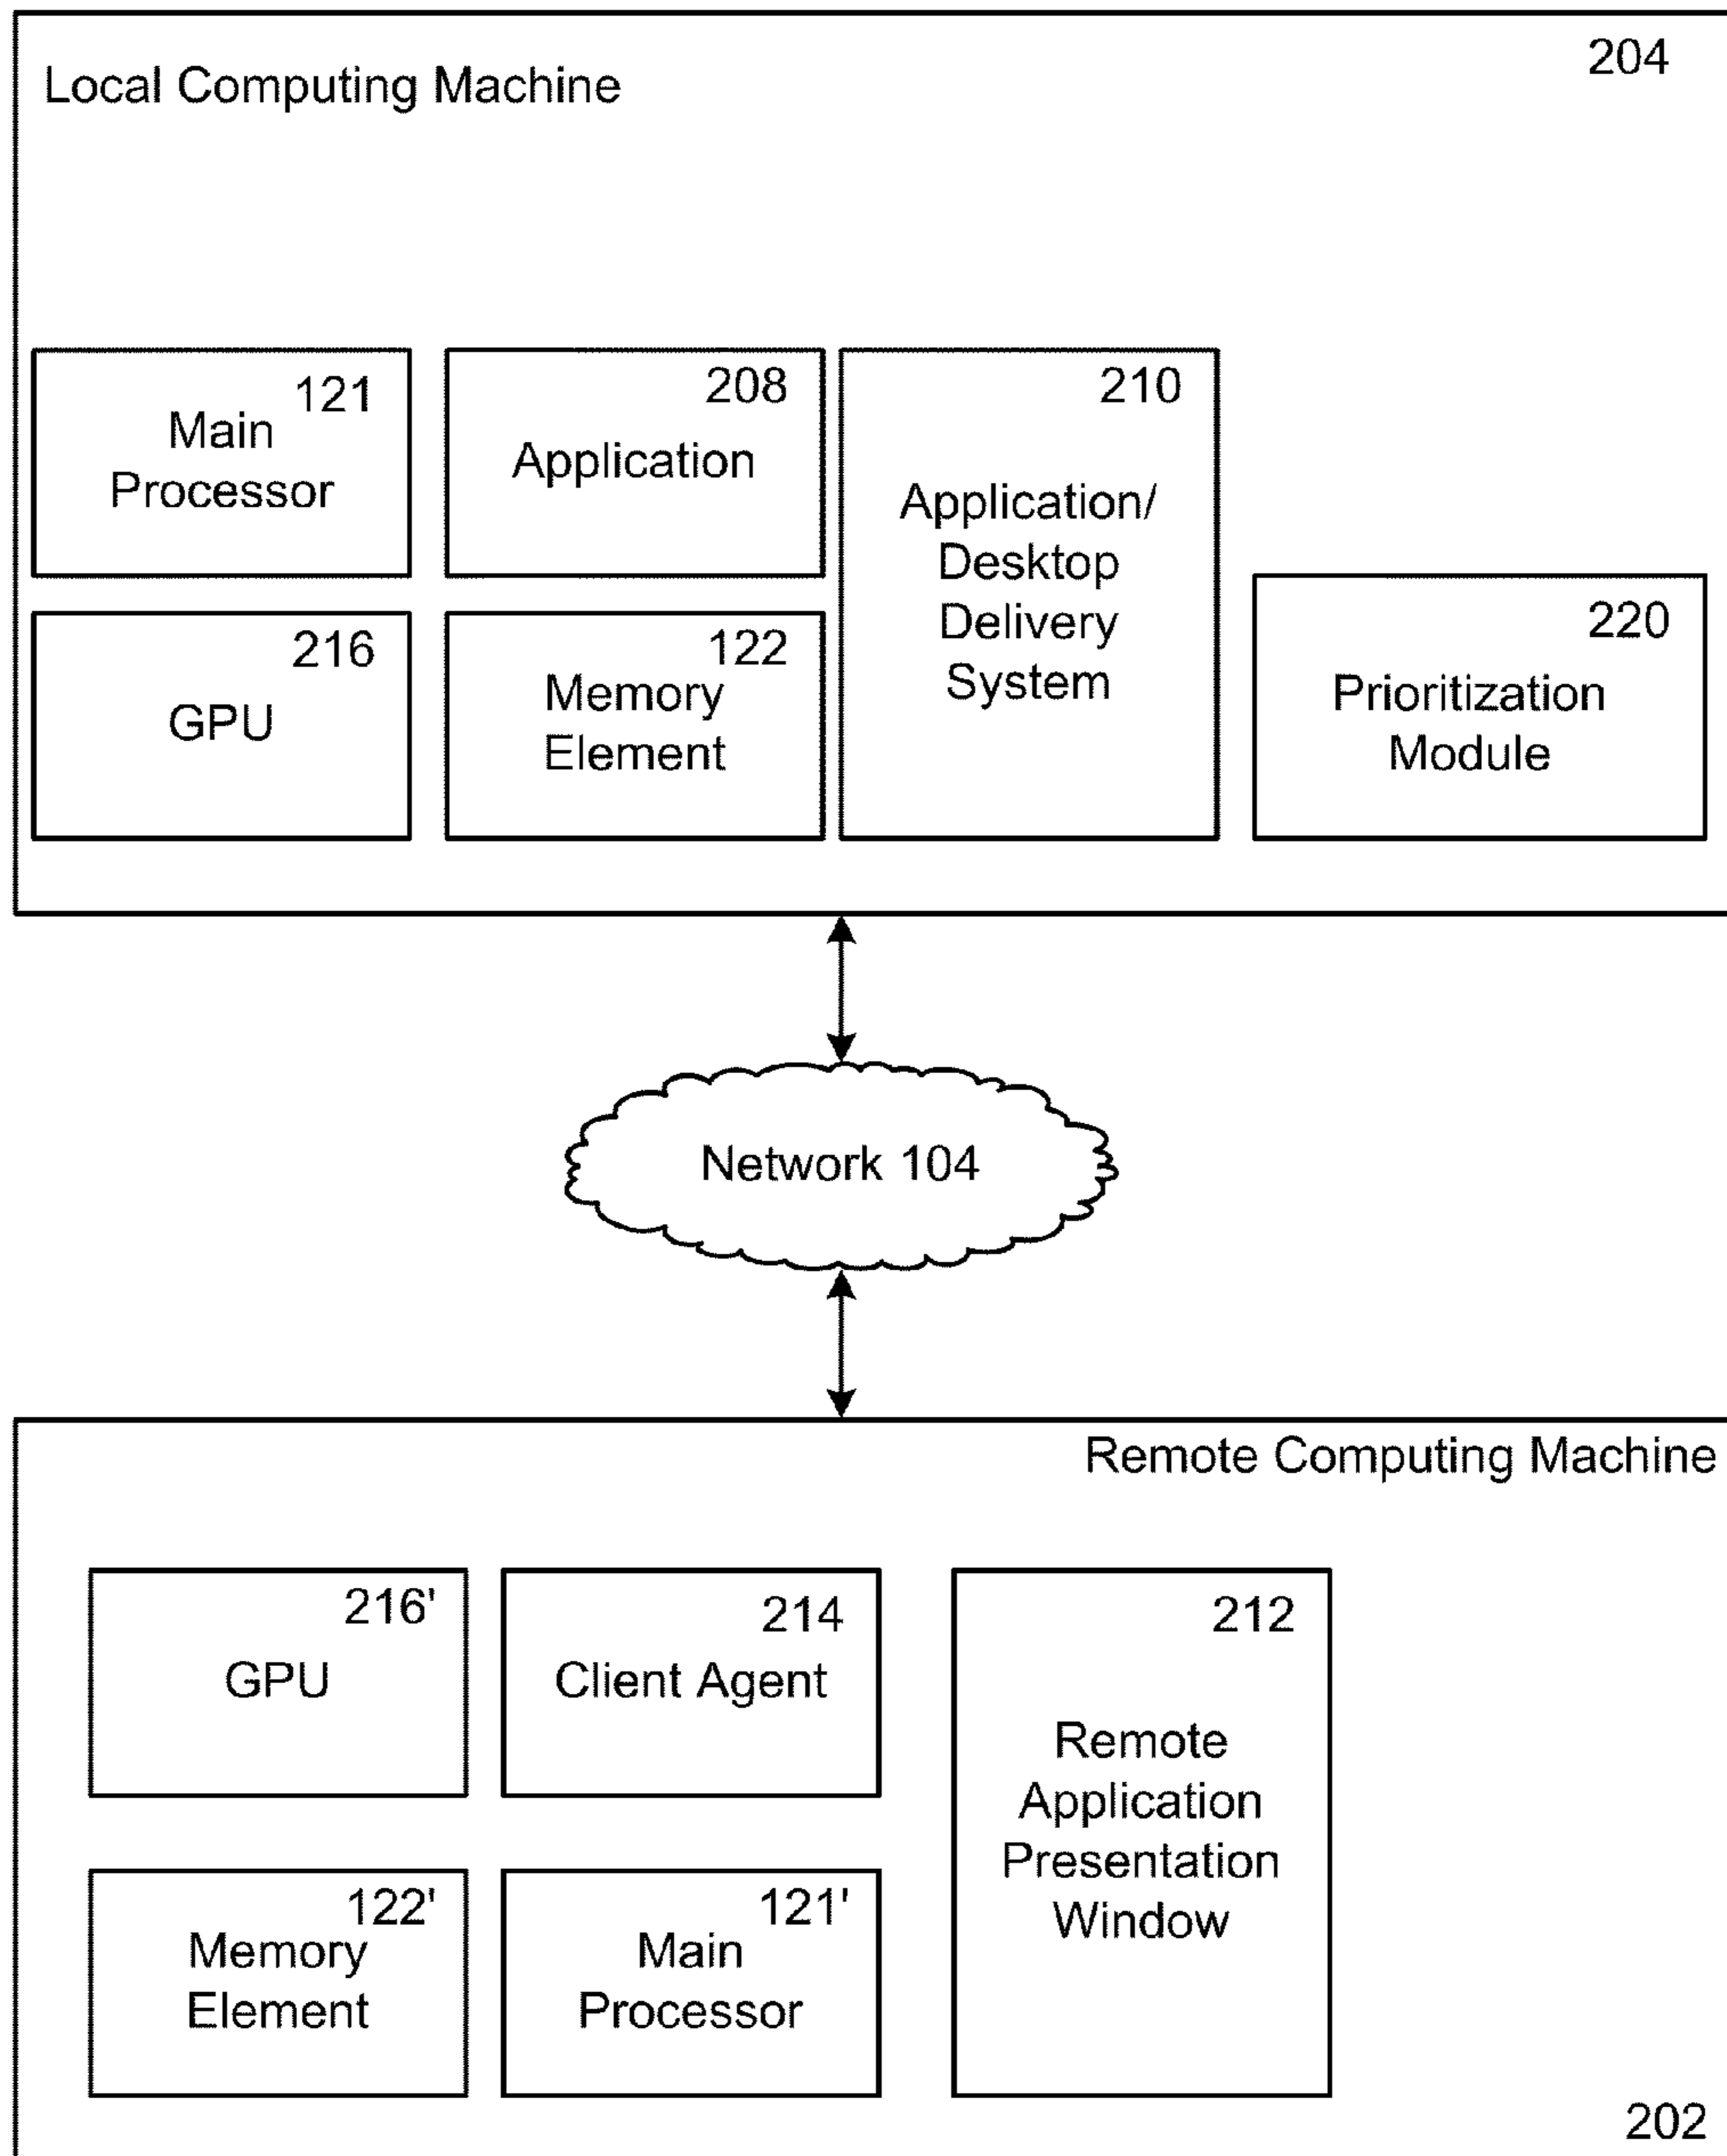 Local Computing Machine
204
121
Main
Processor
208
Application
210
Application/
Desktop
Delivery
System
216
GPU
122
Memory
Element
220
Prioritization
Module
Network 104
Remote Computing Machine
216'
GPU
214
Client Agent
212
Remote
Application
Presentation
Window
122'
Memory
Element
121'
Main
Processor
202